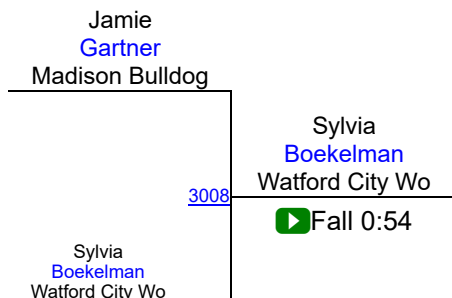 Jamie
Gartner
Madison Bulldog
Sylvia
Boekelman
Watford City Wo
3008
Fall 0:54
Sylvia
Boekelman
Watford City Wo